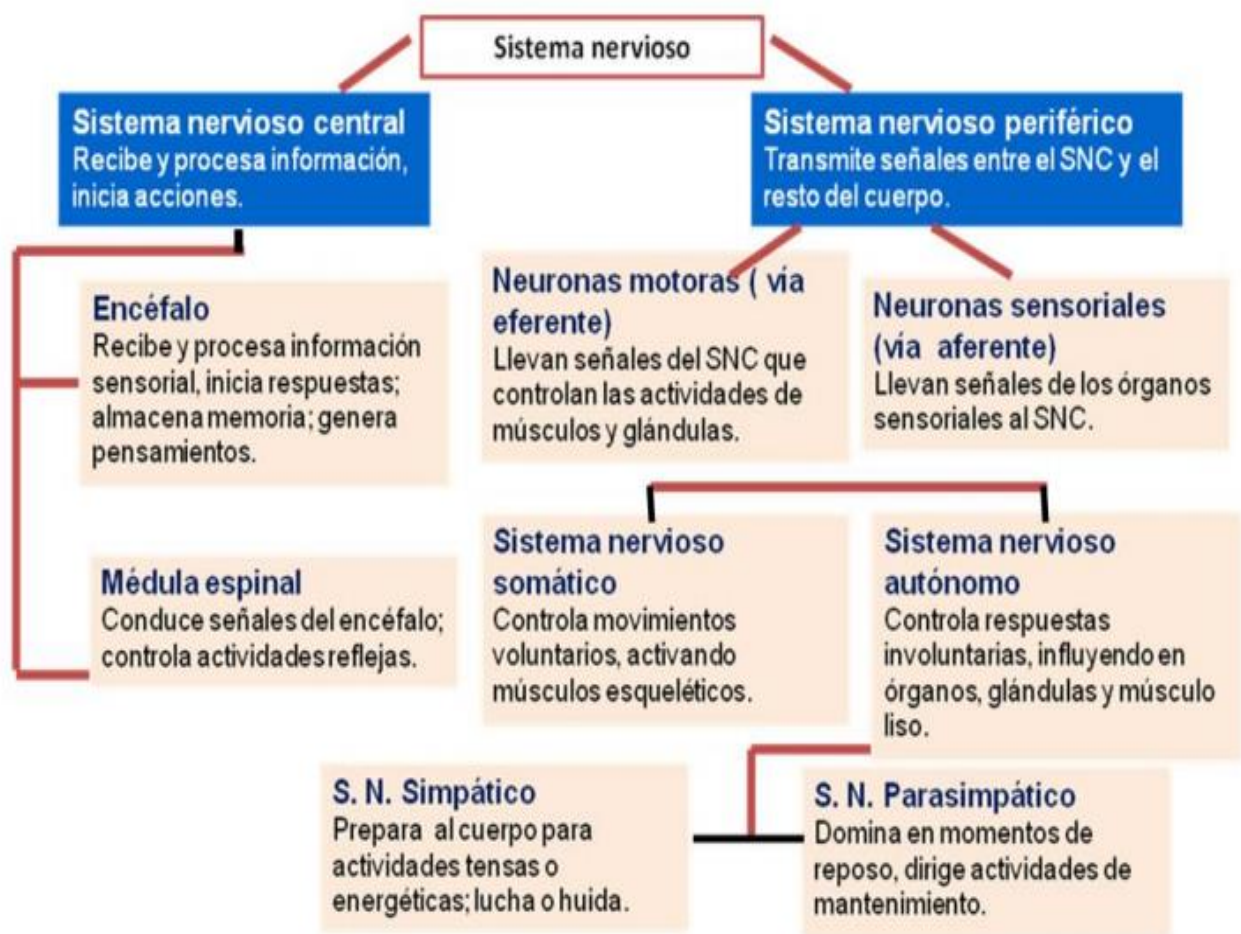 Sistema nervioso
Sistema nervioso central
Recibe y procesa información,
inicia acciones.
Sistema nervioso periférico
Transmite señales entre el SNC y el
resto del cuerpo.
Encéfalo
Recibe y procesa información
sensorial, inicia respuestas;
almacena memoria; genera
pensamientos.
Médula espinal
Conduce señales del encéfalo;
controla actividades reflejas.
Neuronas motoras ( vía
eferente)
Llevan señales del SNC que
controlan las actividades de
músculos y glándulas.
Neuronas sensoriales
(vía aferente)
Llevan señales de los órganos
sensoriales al SNC.
Sistema nervioso
somático
Controla movimientos
voluntarios, activando
músculos esqueléticos.
Sistema nervioso
autónomo
Controla respuestas
involuntarias, influyendo en
órganos, glándulas y músculo
liso.
S. N. Simpático
Prepara al cuerpo para
actividades tensas o
energéticas; lucha o huida.
S. N. Parasimpático
Domina en momentos de
reposo, dirige actividades de
mantenimiento.